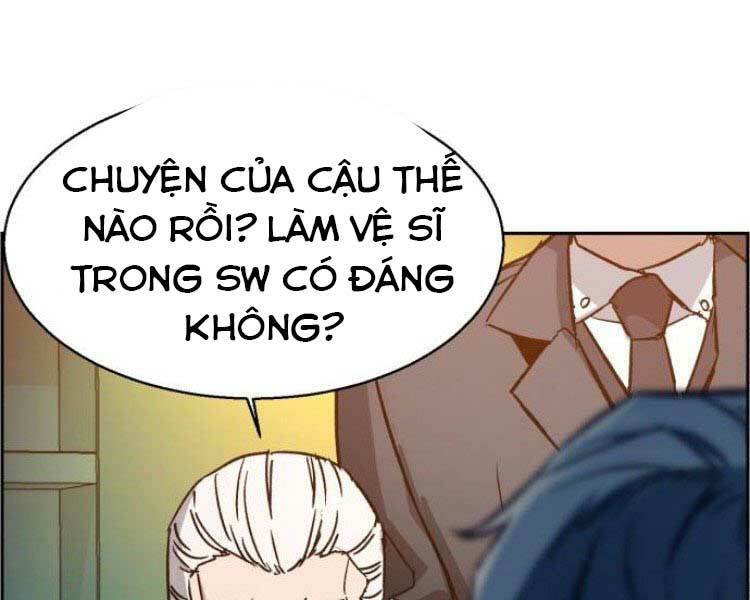 CHUYỆN CỦA CẬU THẾ
NÀO RỒI? LÀM VỆ SĨ
TRONG SW CÓ ĐÁNG
KHÔNG?